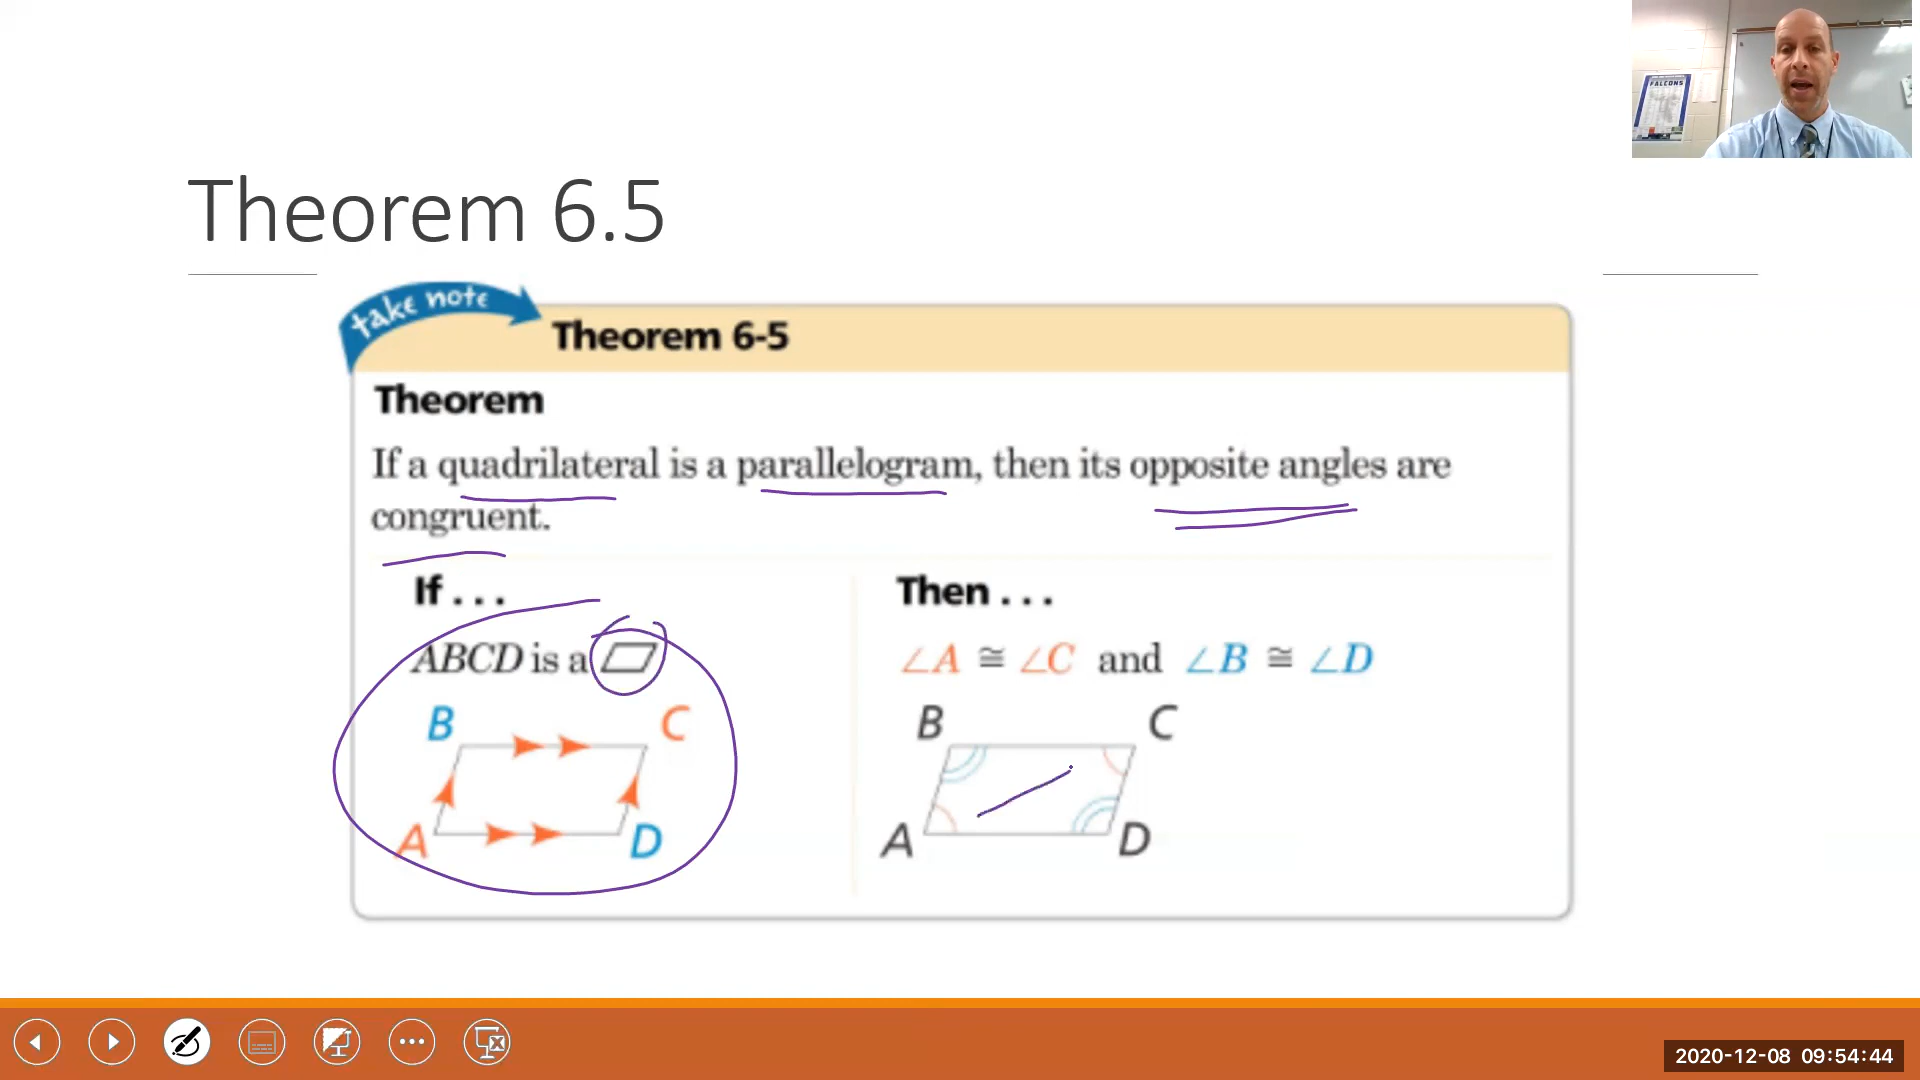 FALCONS
Theorem 6.5
take note
Theorem 6-5
Theorem
If a quadrilateral is a parallelogram, then its opposite angles are
congruent.
If . . .
Then . . .
ABCD is a ▱
∠A ≅ ∠C and ∠B ≅ ∠D
B C
A D
B C
A D
2020-12-08 09:54:44